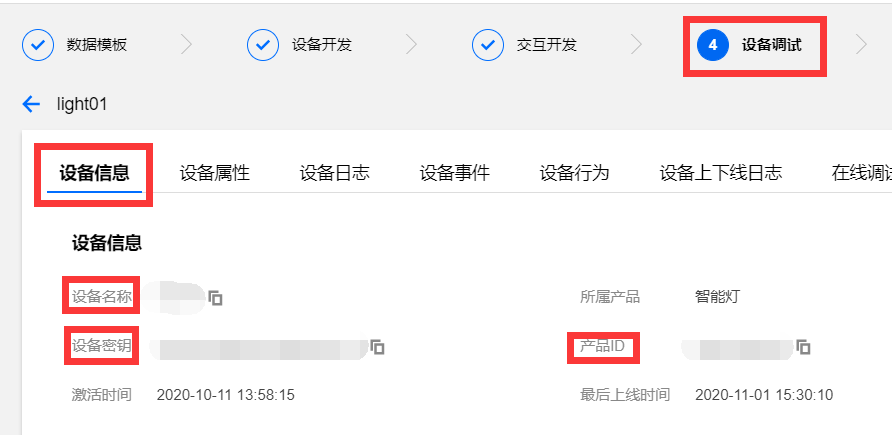 数据模板 设备开发 交互开发 4 设备调试
light01
设备信息 设备属性 设备日志 设备事件 设备行为 设备上下线日志 在线调试
设备信息
设备名称 所属产品 智能灯
设备密钥 产品ID
激活时间 2020-10-11 13:58:15 最后上线时间 2020-11-01 15:30:10